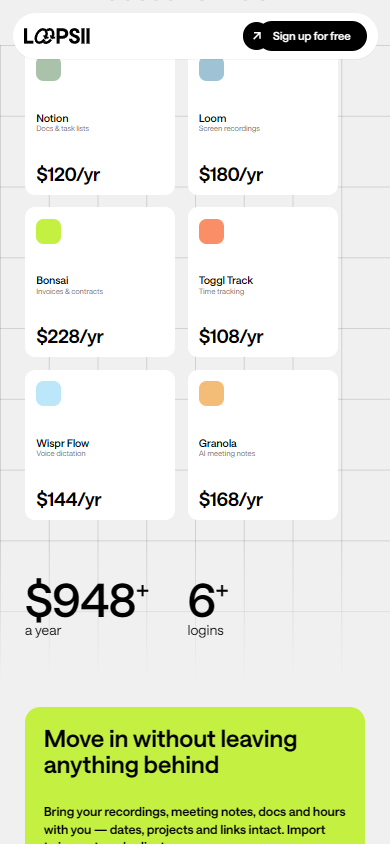 LOOPSII
Sign up for free
Notion
Docs & task lists
$120/yr
Loom
Screen recordings
$180/yr
Bonsai
Invoices & contracts
$228/yr
Toggl Track
Time tracking
$108/yr
Wispr Flow
Voice dictation
$144/yr
Granola
AI meeting notes
$168/yr
$948+
a year
6+
logins
Move in without leaving
anything behind
Bring your recordings, meeting notes, docs and hours
with you — dates, projects and links intact. Import